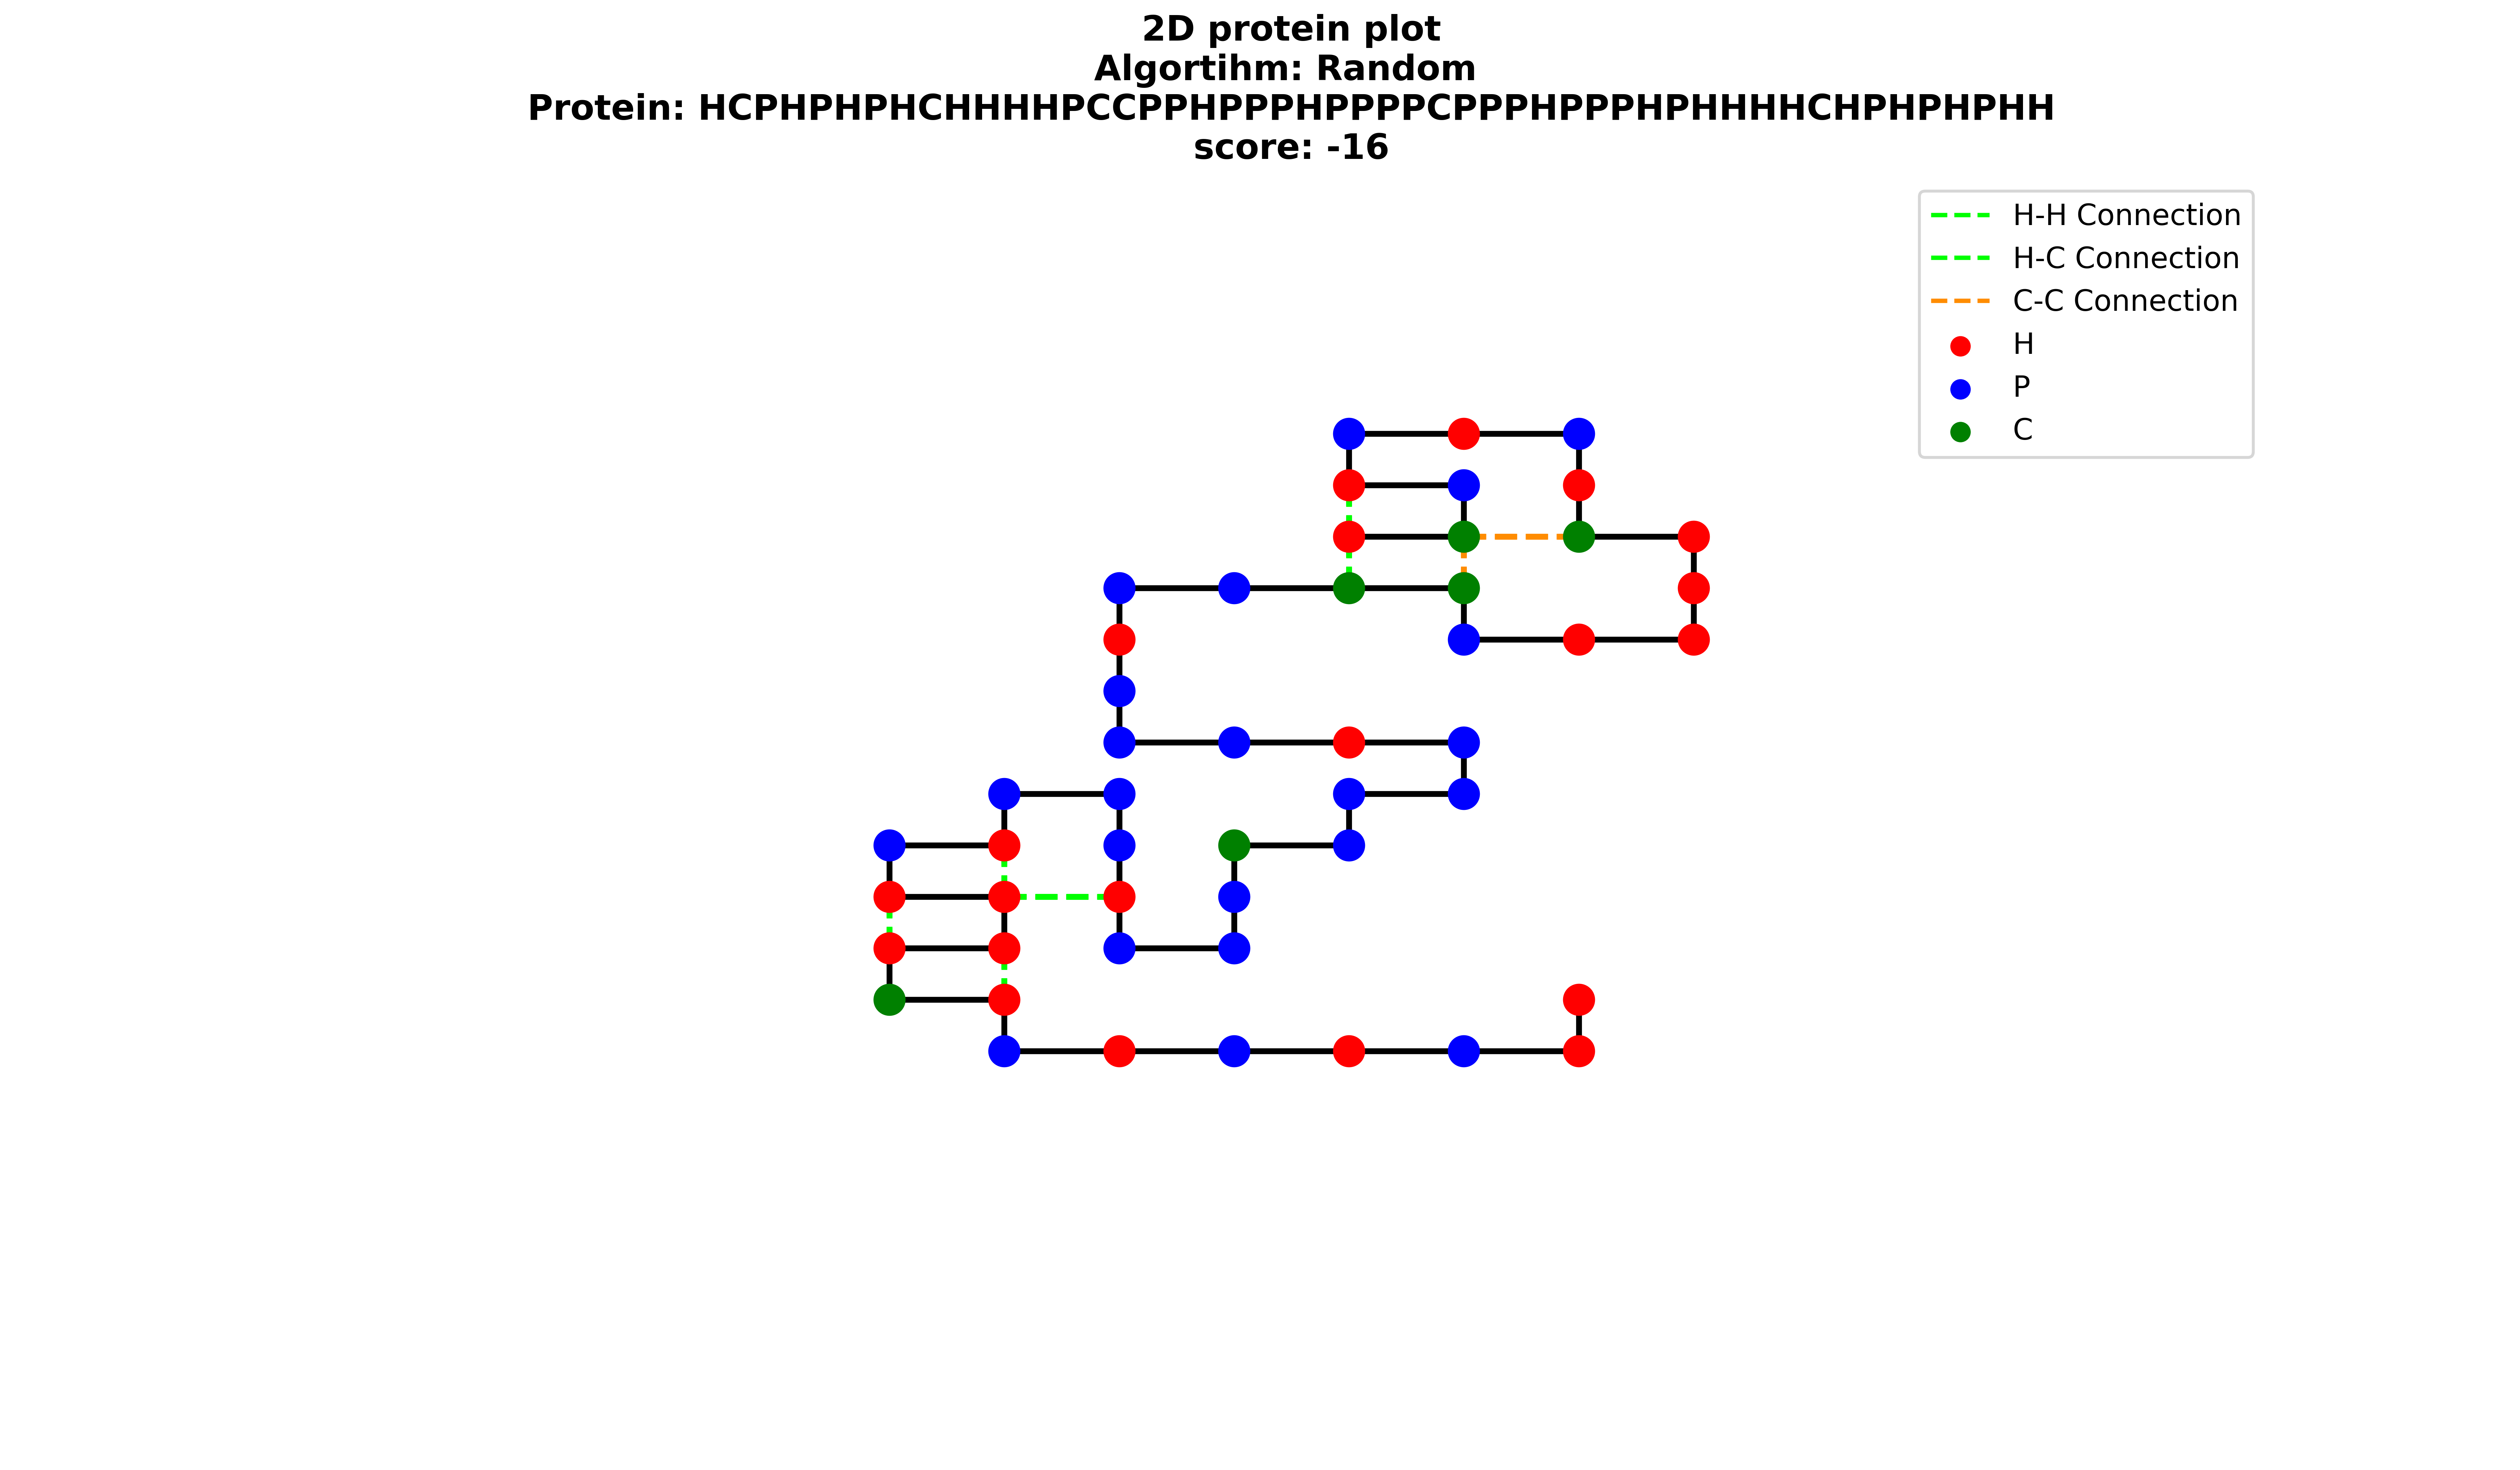 2D protein plot
Algortihm: Random
Protein: HCPHPHPHCHHHHPCCPPHPPPHPPPPCPPPHPPPHPHHHHCHPHPHPHH
score: -16
H-H Connection
H-C Connection
C-C Connection
H
P
C